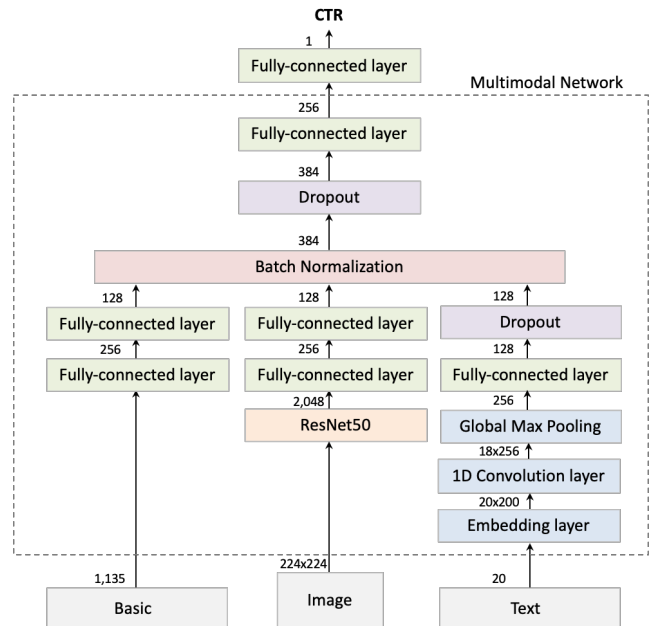 CTR
1
Fully-connected layer
Multimodal Network
256
Fully-connected layer
384
Dropout
384
Batch Normalization
128 128 128
Fully-connected layer Fully-connected layer Dropout
256 256 128
Fully-connected layer Fully-connected layer Fully-connected layer
2,048 256
ResNet50 Global Max Pooling
18x256
1D Convolution layer
20x200
Embedding layer
1,135 224x224 20
Basic Image Text